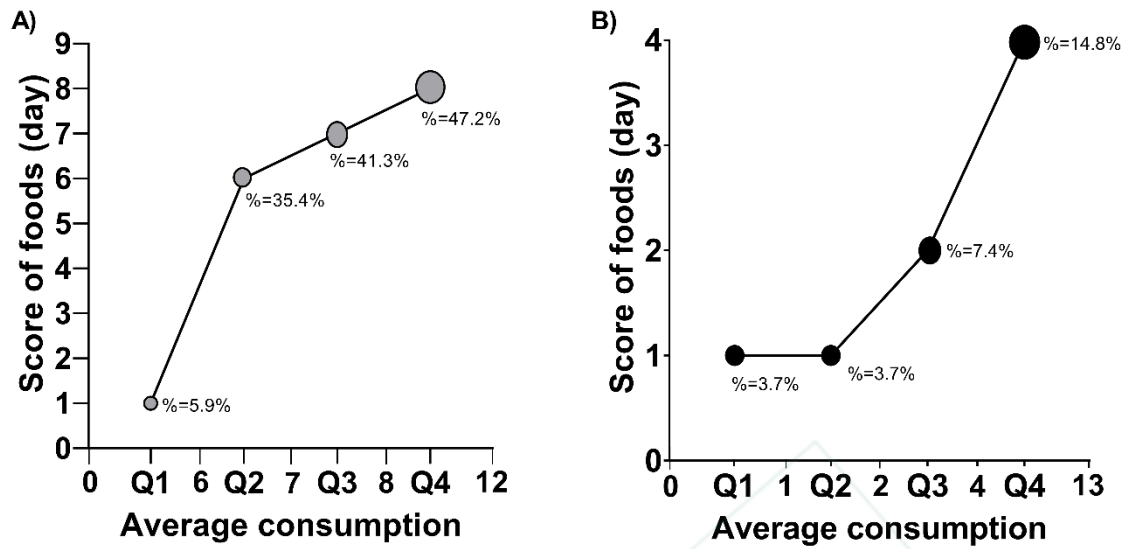 A)
Score of foods (day)
9
8
7
6
5
4
3
2
1
0
%=47.2%
%=41.3%
%=35.4%
%=5.9%
0 Q1 6 Q2 7 Q3 8 Q4 12
Average consumption
B)
Score of foods (day)
4
3
2
1
0
%=14.8%
%=7.4%
%=3.7%
%=3.7%
0 Q1 1 Q2 2 Q3 4 Q4 13
Average consumption